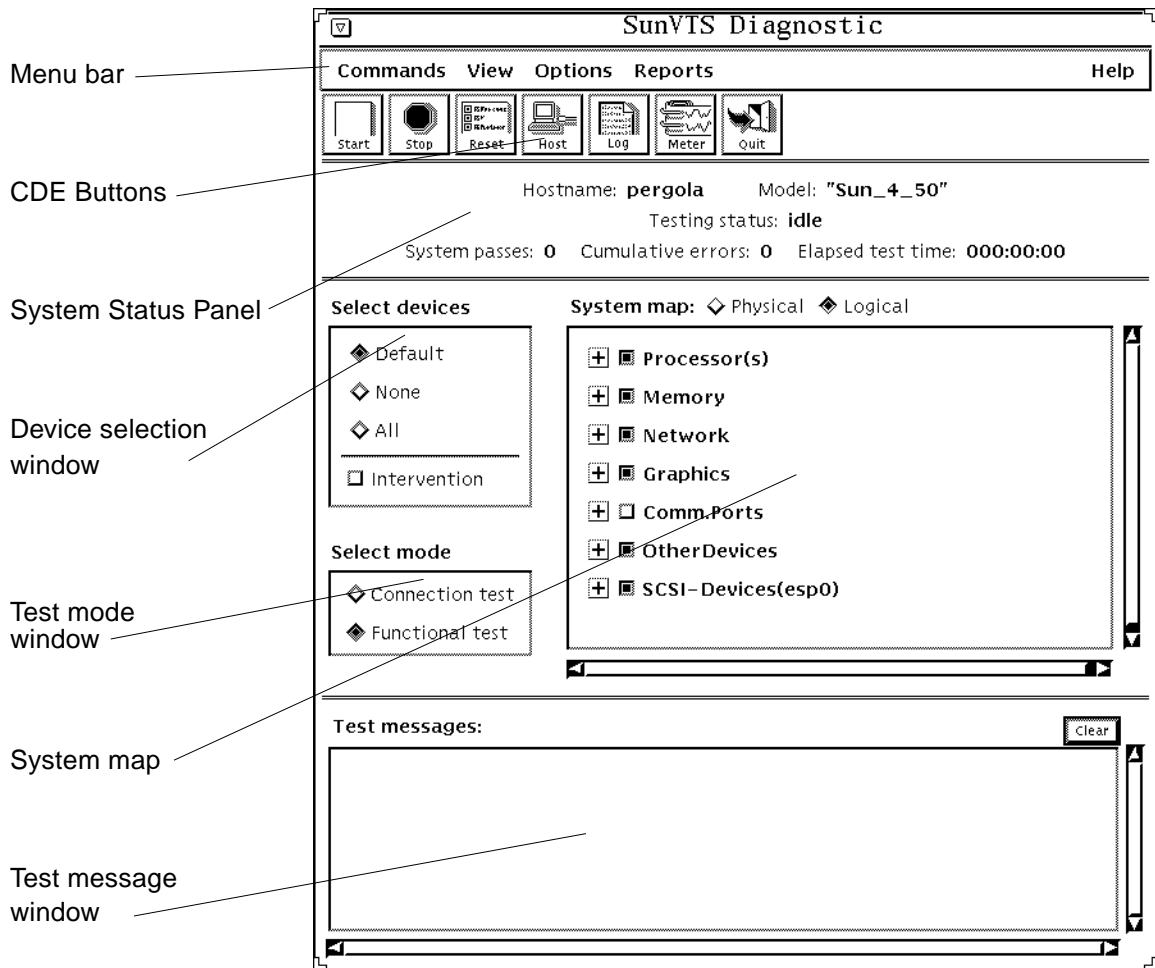 SunVTS Diagnostic
Menu bar
Commands View Options Reports Help
Start Stop Reset Host Log Meter Quit
CDE Buttons
Hostname: pergola Model: "Sun_4_50"
Testing status: idle
System passes: 0 Cumulative errors: 0 Elapsed test time: 000:00:00
System Status Panel
Select devices
Default
None
All
Intervention
Device selection
window
System map: Physical Logical
Processor(s)
Memory
Network
Graphics
Comm.Ports
OtherDevices
SCSI-Devices(esp0)
Select mode
Connection test
Functional test
Test mode
window
System map
Test messages:
Clear
Test message
window